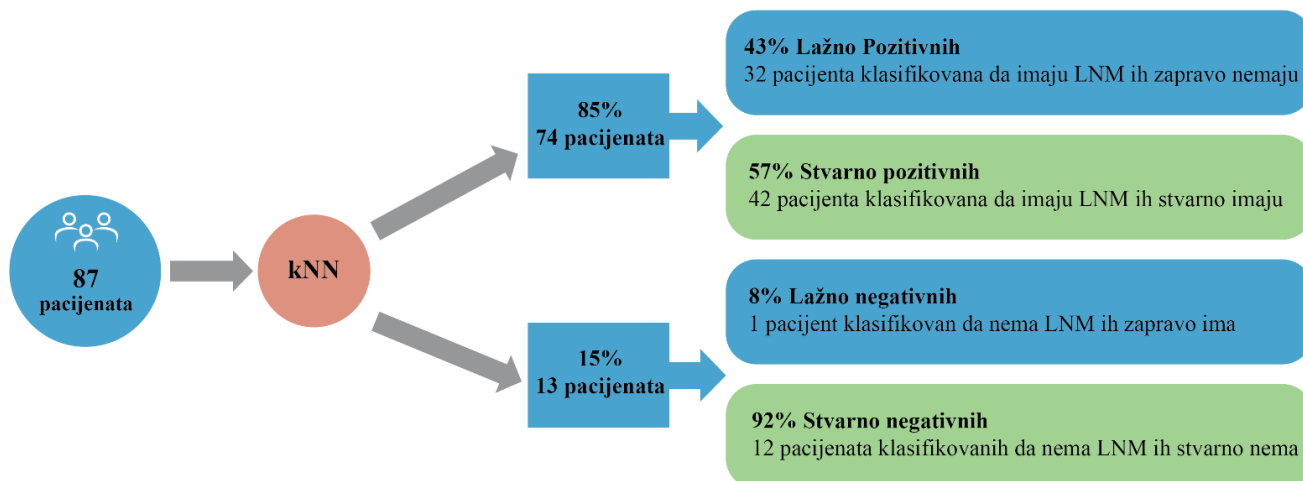 87
pacijenata
kNN
85%
74 pacijenata
43% Lažno Pozitivnih
32 pacijenta klasifikovana da imaju LNM ih zapravo nemaju
57% Stvarno pozitivnih
42 pacijenta klasifikovana da imaju LNM ih stvarno imaju
15%
13 pacijenata
8% Lažno negativnih
1 pacijent klasifikovan da nema LNM ih zapravo ima
92% Stvarno negativnih
12 pacijenata klasifikovanih da nema LNM ih stvarno nema